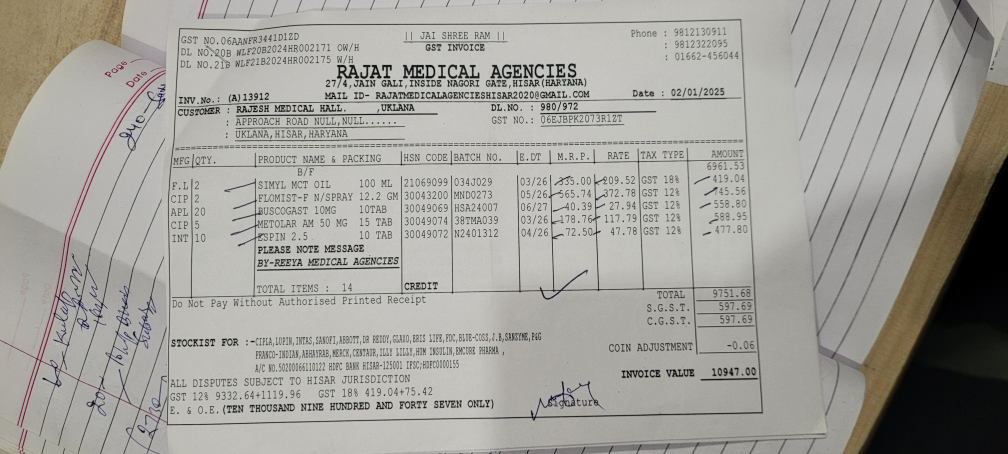 GST NO.06AANFR3441D1ZD
|| JAI SHREE RAM ||
Phone : 9812130911
DL NO.20B WLF20B2024HR002171 OW/H
GST INVOICE
: 9812322095
DL NO.21B WLF21B2024HR002175 W/H
: 01662-456044
RAJAT MEDICAL AGENCIES
27/4,JAIN GALI,INSIDE NAGORI GATE,HISAR(HARYANA)
INV.No.: (A)13912
MAIL ID- RAJATMEDICALAGENCIESHISAR2020@GMAIL.COM
Date : 02/01/2025
CUSTOMER : RAJESH MEDICAL HALL. ,UKLANA
DL.NO. : 980/972
: APPROACH ROAD NULL,NULL......
GST NO.: 06EJBPK2073R1ZT
: UKLANA,HISAR,HARYANA
MFG QTY. PRODUCT NAME & PACKING HSN CODE BATCH NO. E.DT M.R.P. RATE TAX TYPE AMOUNT
B/F 6961.53
F.L 2 SIMYL MCT OIL 100 ML 21069099 034J029 03/26 335.00 209.52 GST 18% 419.04
CIP 2 FLOMIST-F N/SPRAY 12.2 GM 30043200 MND0273 05/26 565.74 372.78 GST 12% 745.56
APL 20 BUSCOGAST 10MG 10TAB 30049069 HSA24007 06/27 40.39 27.94 GST 12% 558.80
CIP 5 METOLAR AM 50 MG 15 TAB 30049074 38TMA039 03/26 178.76 117.79 GST 12% 588.95
INT 10 ESPIN 2.5 10 TAB 30049072 N2401312 04/26 72.50 47.78 GST 12% 477.80
PLEASE NOTE MESSAGE
BY-REEYA MEDICAL AGENCIES
TOTAL ITEMS : 14 CREDIT
Do Not Pay Without Authorised Printed Receipt
TOTAL 9751.68
S.G.S.T. 597.69
C.G.S.T. 597.69
STOCKIST FOR :-CIPLA,LUPIN,INTAS,SANOFI,ABBOTT,DR REDDY,GLAXO,ERIS LIFE,FDC,BLUE-COSS,J.B,SANZYME,P&G
FRANCO-INDIAN,ABHAYRAB,MERCK,CENTAUR,ILLY LILLY,HUM INSULIN,EMCURE PHARMA ,
COIN ADJUSTMENT -0.06
A/C NO.50200066110122 HDFC BANK HISAR-125001 IFSC;HDFC0000155
ALL DISPUTES SUBJECT TO HISAR JURISDICTION
INVOICE VALUE 10947.00
GST 12% 9332.64+1119.96 GST 18% 419.04+75.42
E. & O.E.(TEN THOUSAND NINE HUNDRED AND FORTY SEVEN ONLY)
Signature
Page
Date